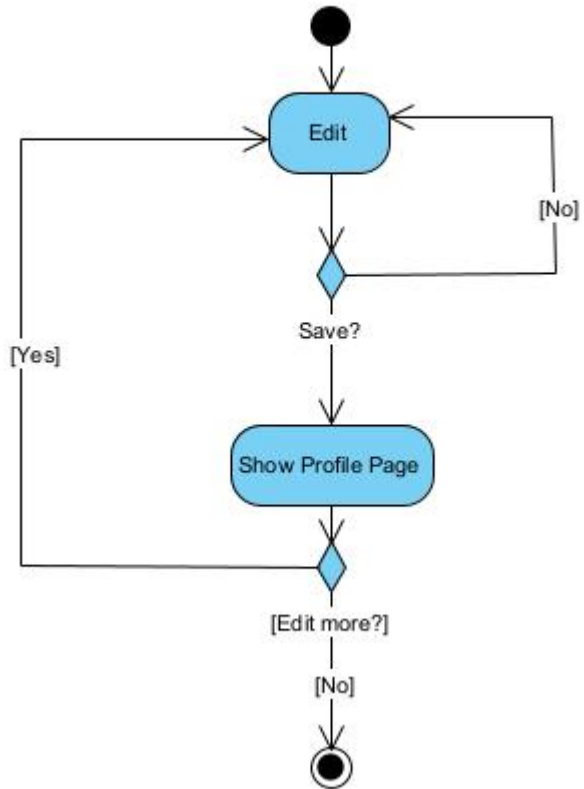 Edit
[No]
Save?
[Yes]
Show Profile Page
[Edit more?]
[No]